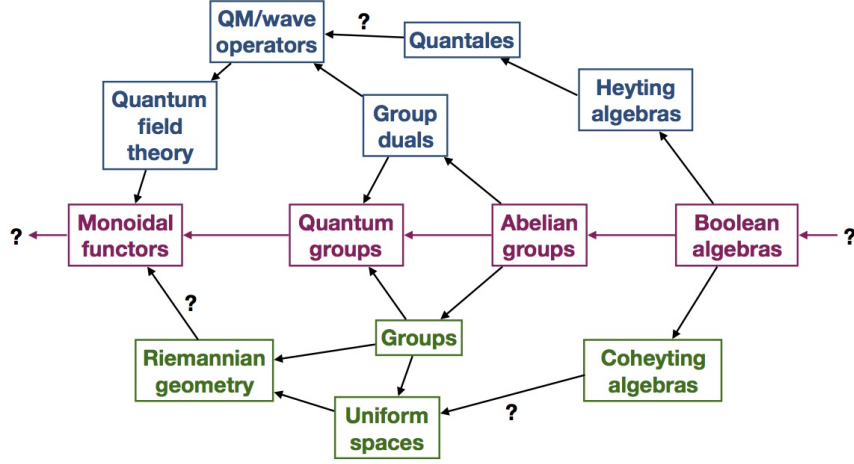 QM/wave
operators
?
Quantales
Quantum
field
theory
Group
duals
Heyting
algebras
?
Monoidal
functors
Quantum
groups
Abelian
groups
Boolean
algebras
?
?
Groups
Riemannian
geometry
Coheyting
algebras
Uniform
spaces
?